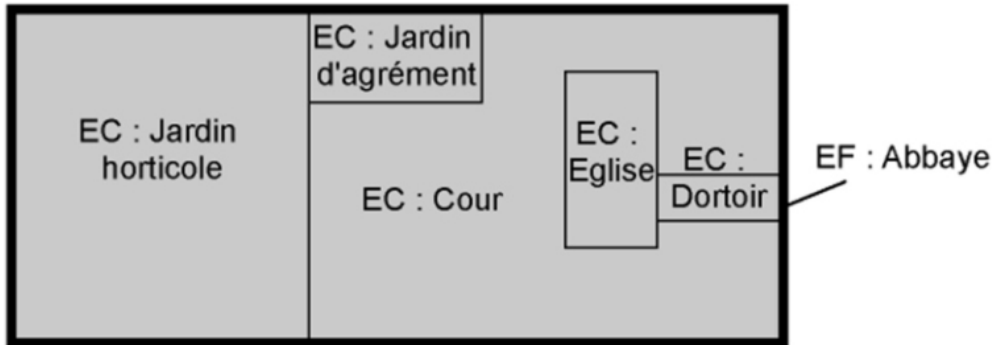 EC : Jardin
d'agrément
EC : Jardin
horticole
EC : Cour
EC :
Eglise
EC :
Dortoir
EF : Abbaye